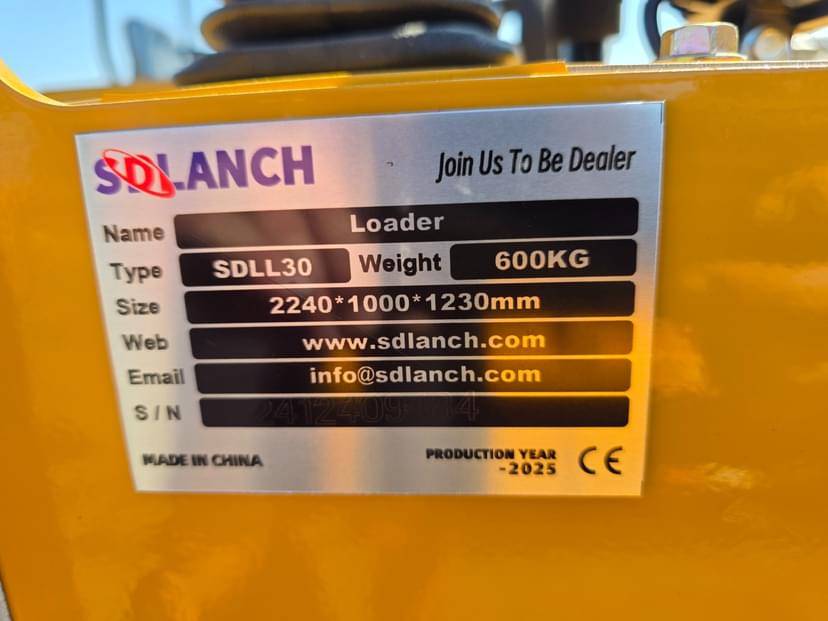 SDLANCH Join Us To Be Dealer
Name Loader
Type SDLL30 Weight 600KG
Size 2240*1000*1230mm
Web www.sdlanch.com
Email info@sdlanch.com
S/N
MADE IN CHINA PRODUCTION YEAR
-2025 CE